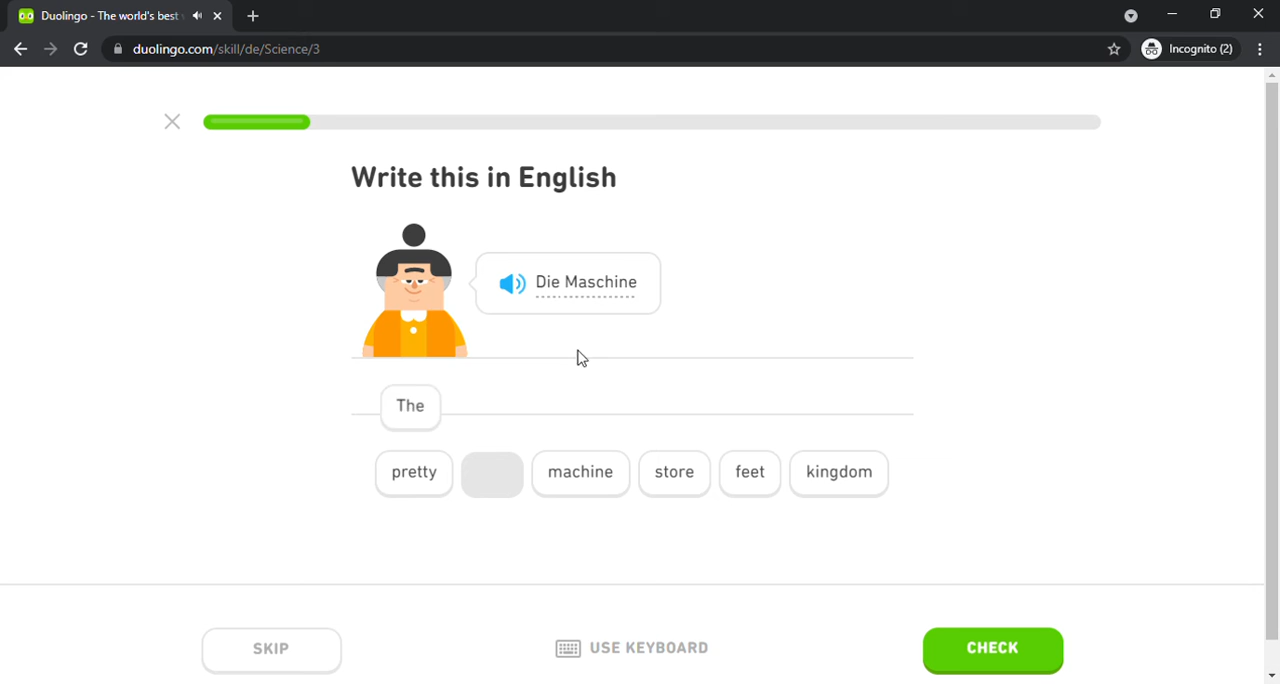 Duolingo - The world's best
duolingo.com/skill/de/Science/3
Incognito (2)
Write this in English
Die Maschine
The
pretty machine store feet kingdom
SKIP USE KEYBOARD CHECK